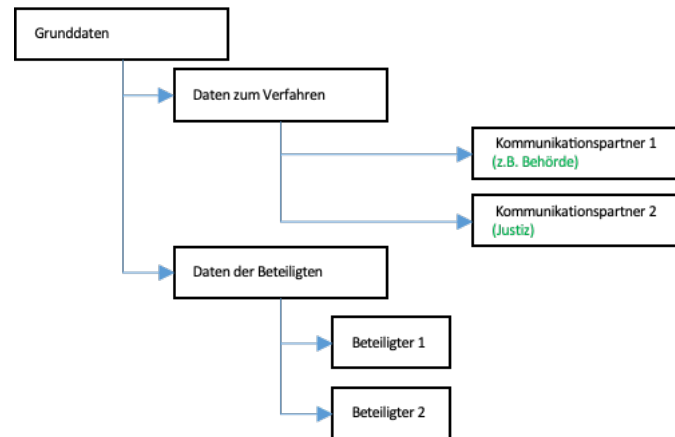 Grunddaten
Daten zum Verfahren
Kommunikationspartner 1
(z.B. Behörde)
Kommunikationspartner 2
(Justiz)
Daten der Beteiligten
Beteiligter 1
Beteiligter 2